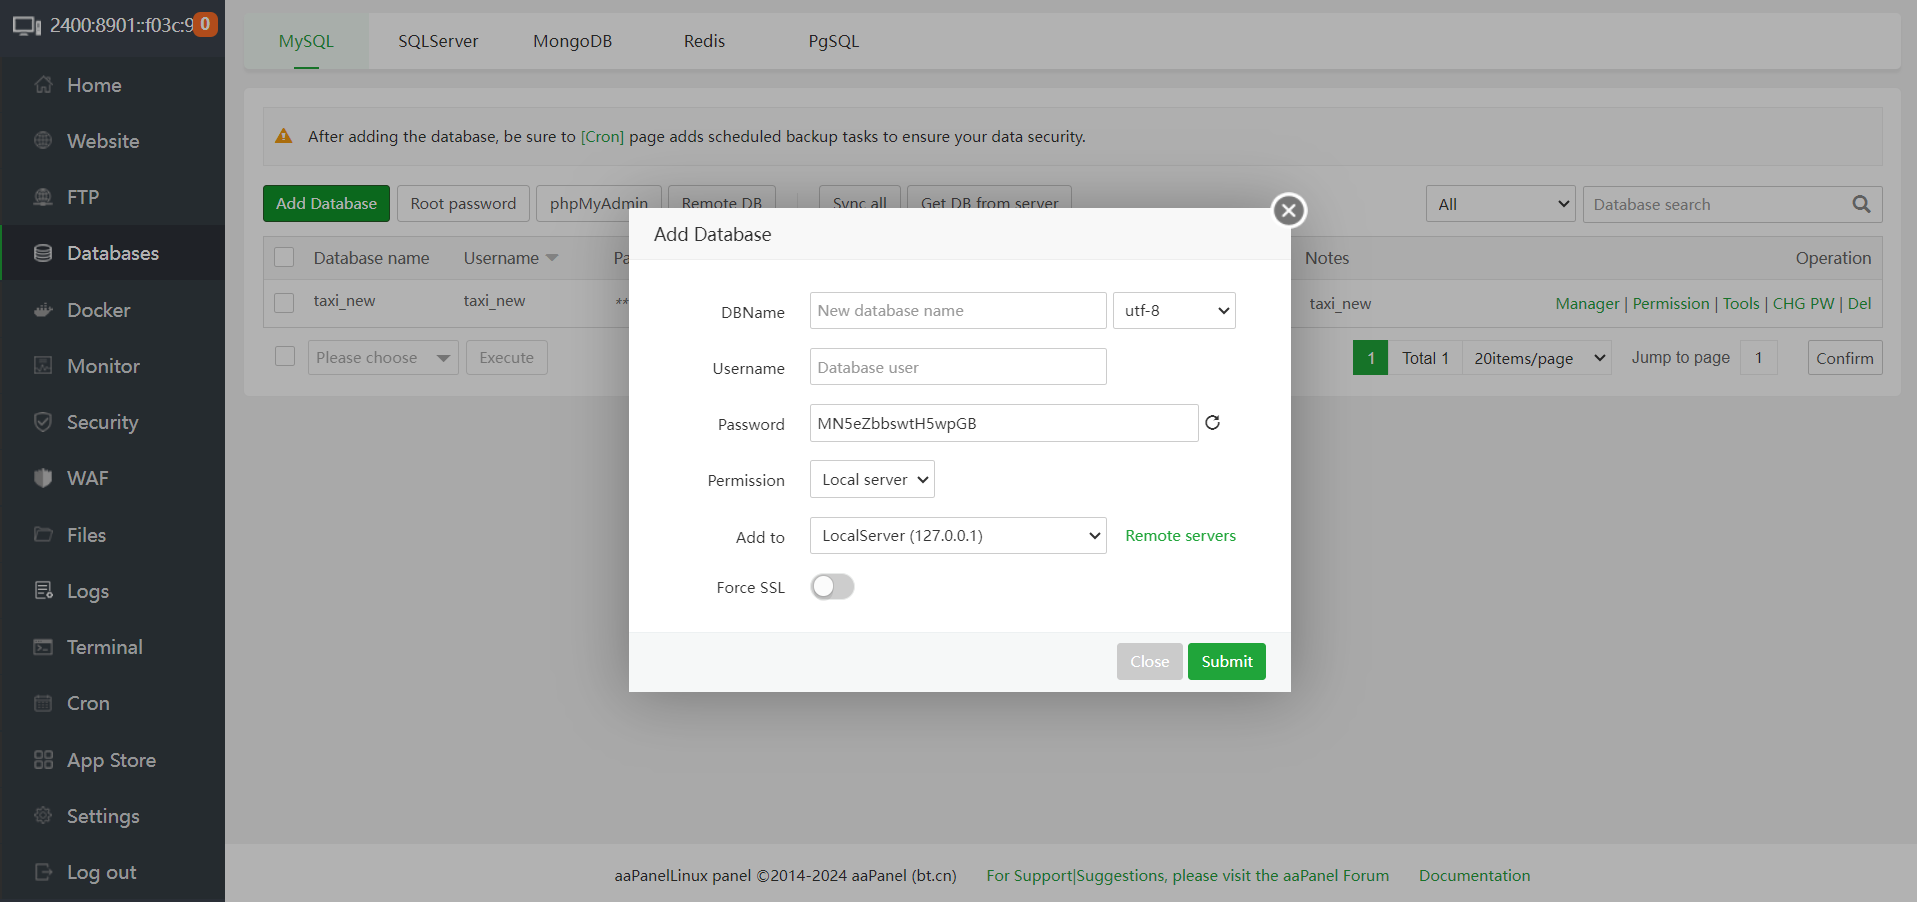 2400:8901::f03c:9
0
Home
Website
FTP
Databases
Docker
Monitor
Security
WAF
Files
Logs
Terminal
Cron
App Store
Settings
Log out
MySQL SQLServer MongoDB Redis PgSQL
After adding the database, be sure to [Cron] page adds scheduled backup tasks to ensure your data security.
Add Database Root password phpMyAdmin Remote DB Sync all Get DB from server All Database search
Database name Username Pa Notes Operation
taxi_new taxi_new ** taxi_new Manager | Permission | Tools | CHG PW | Del
Please choose Execute 1 Total 1 20items/page Jump to page 1 Confirm
Add Database
DBName New database name utf-8
Username Database user
Password MN5eZbbswtH5wpGB
Permission Local server
Add to LocalServer (127.0.0.1) Remote servers
Force SSL
Close Submit
aaPanelLinux panel ©2014-2024 aaPanel (bt.cn) For Support|Suggestions, please visit the aaPanel Forum Documentation